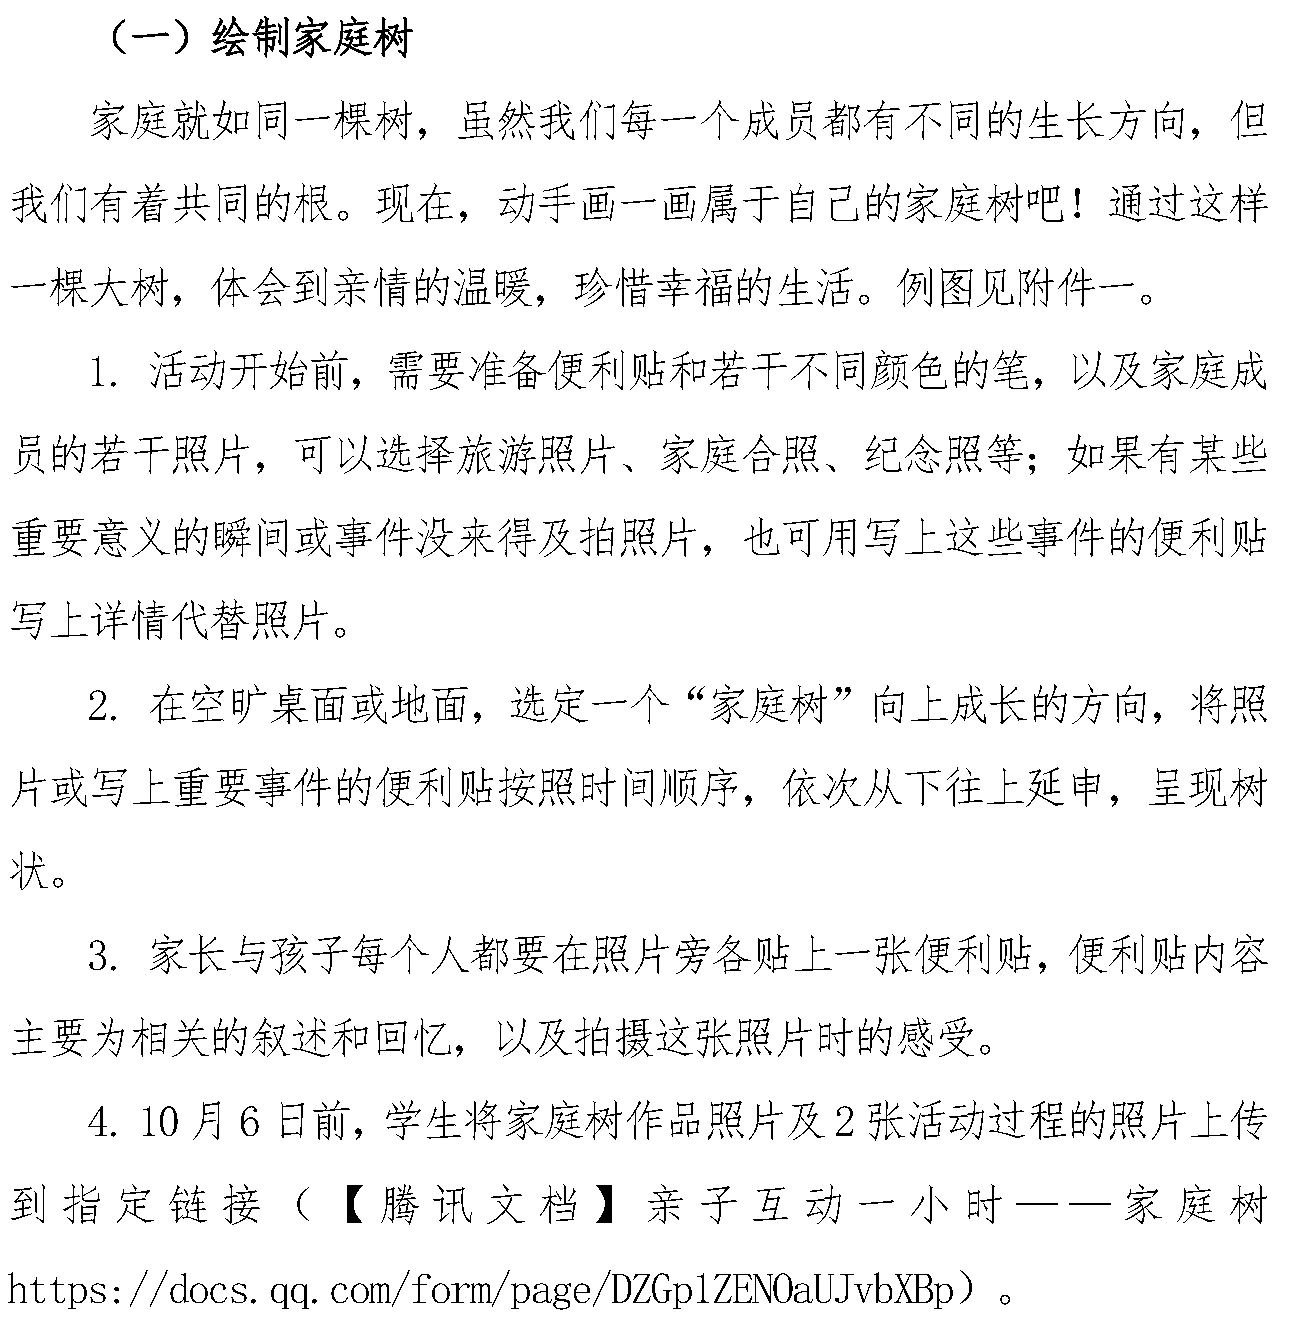 （一）绘制家庭树
家庭就如同一棵树，虽然我们每一个成员都有不同的生长方向，但
我们有着共同的根。现在，动手画一画属于自己的家庭树吧！通过这样
一棵大树，体会到亲情的温暖，珍惜幸福的生活。例图见附件一。
1. 活动开始前，需要准备便利贴和若干不同颜色的笔，以及家庭成
员的若干照片，可以选择旅游照片、家庭合照、纪念照等；如果有某些
重要意义的瞬间或事件没来得及拍照片，也可用写上这些事件的便利贴
写上详情代替照片。
2. 在空旷桌面或地面，选定一个“家庭树”向上成长的方向，将照
片或写上重要事件的便利贴按照时间顺序，依次从下往上延申，呈现树
状。
3. 家长与孩子每个人都要在照片旁各贴上一张便利贴，便利贴内容
主要为相关的叙述和回忆，以及拍摄这张照片时的感受。
4. 10 月 6 日前，学生将家庭树作品照片及 2 张活动过程的照片上传
到指定链接（【腾讯文档】亲子互动一小时——家庭树
https://docs.qq.com/form/page/DZGplZENOaUJvbXBp）。